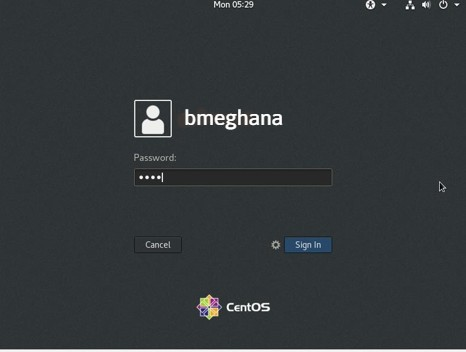 Mon 05:29
bmeghana
Password:
••••
Cancel
Sign In
CentOS